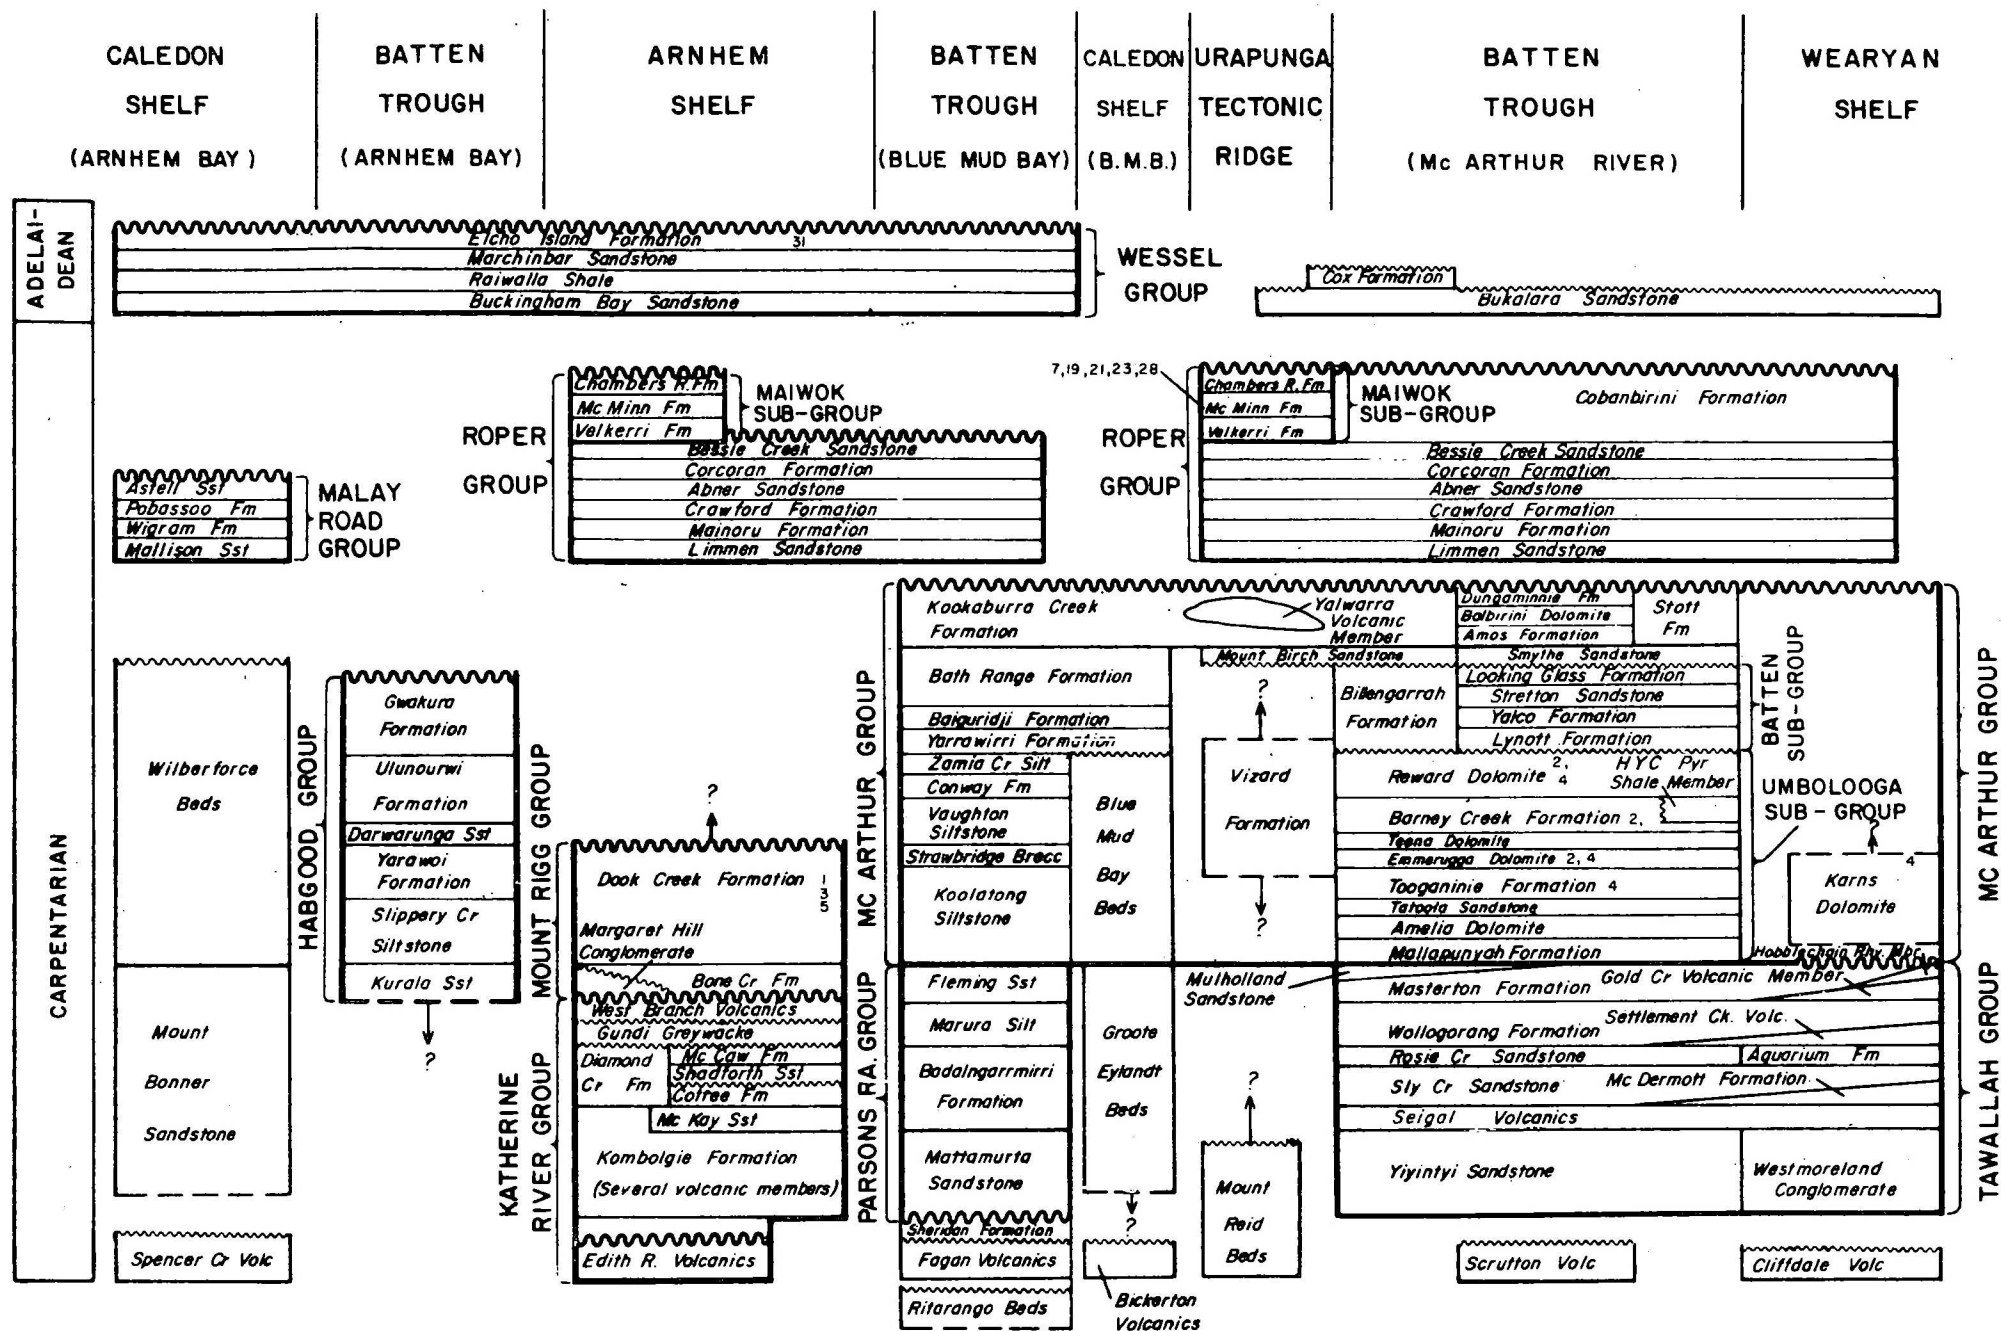 CALEDON
SHELF
(ARNHEM BAY)
BATTEN
TROUGH
(ARNHEM BAY)
ARNHEM
SHELF
BATTEN
TROUGH
(BLUE MUD BAY)
CALEDON
SHELF
(B.M.B.)
URAPUNGA
TECTONIC
RIDGE
BATTEN
TROUGH
(Mc ARTHUR RIVER)
WEARYAN
SHELF
ADELAI-
DEAN
Elcho Island Formation 31
Marchinbar Sandstone
Raiwalla Shale
Buckingham Bay Sandstone
WESSEL
GROUP
Cox Formation
Bukalara Sandstone
CARPENTARIAN
Astell Sst
Pobassoo Fm
Wigram Fm
Mallison Sst
MALAY
ROAD
GROUP
ROPER
GROUP
Chambers R. Fm
Mc Minn Fm
Velkerri Fm
MAIWOK
SUB-GROUP
Bessie Creek Sandstone
Corcoran Formation
Abner Sandstone
Crawford Formation
Mainoru Formation
Limmen Sandstone
7,19,21,23,28
ROPER
GROUP
Chambers R. Fm
Mc Minn Fm
Velkerri Fm
MAIWOK
SUB-GROUP
Cobanbirini Formation
Bessie Creek Sandstone
Corcoran Formation
Abner Sandstone
Crawford Formation
Mainoru Formation
Limmen Sandstone
Wilberforce
Beds
Mount
Bonner
Sandstone
Spencer Cr Volc
HABGOOD GROUP
Gwakura
Formation
Ulunourwi
Formation
Darwarunga Sst
Yarawoi
Formation
Slippery Cr
Siltstone
Kurala Sst
?
MOUNT RIGG GROUP
?
Dook Creek Formation
1
3
5
Margaret Hill
Conglomerate
Bone Cr Fm
KATHERINE
RIVER GROUP
West Branch Volcanics
Gundi Greywacke
Diamond
Cr Fm
Mc Caw Fm
Shadforth Sst
Cottee Fm
Mc Kay Sst
Kombolgie Formation
(Several volcanic members)
Edith R. Volcanics
MC ARTHUR GROUP
Kookaburra Creek
Formation
Yalwarra
Volcanic
Member
Bath Range Formation
Baiguridji Formation
Yarrawirri Formation
Zamia Cr Silt
Conway Fm
Vaughton
Siltstone
Strawbridge Brecc
Koolatong
Siltstone
Blue
Mud
Bay
Beds
PARSONS RA. GROUP
Fleming Sst
Marura Silt
Badalngarrmirri
Formation
Mattamurta
Sandstone
Sheridan Formation
Fagan Volcanics
Ritarango Beds
Groote
Eylandt
Beds
?
Bickerton
Volcanics
Mount Birch Sandstone
?
Vizard
Formation
?
Mulholland
Sandstone
?
Mount
Reid
Beds
Dungaminnie Fm
Balbirini Dolomite
Amos Formation
Stott
Fm
Smythe Sandstone
Billengarrah
Formation
Looking Glass Formation
Stretton Sandstone
Yalco Formation
Lynott Formation
BATTEN
SUB-GROUP
Reward Dolomite 2, 4
HYC Pyr
Shale Member
Barney Creek Formation 2,
Teena Dolomite
Emmerugga Dolomite 2, 4
Tooganinie Formation 4
Tatoola Sandstone
Amelia Dolomite
Mallapunyah Formation
UMBOLOOGA
SUB-GROUP
?
4
Karns
Dolomite
Hobblechain Rhy. Mbr.
MC ARTHUR GROUP
Masterton Formation
Gold Cr Volcanic Member
Wollogorang Formation
Settlement Ck. Volc.
Rosie Cr Sandstone
Aquarium Fm
Sly Cr Sandstone
Mc Dermott Formation
Seigal Volcanics
Yiyintyi Sandstone
Westmoreland
Conglomerate
TAWALLAH GROUP
Scrutton Volc
Cliffdale Volc